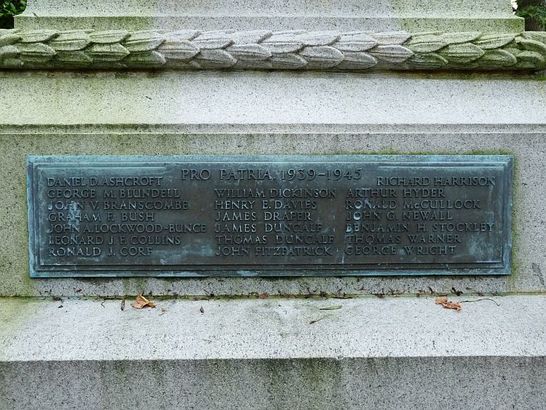 PRO PATRIA 1939-1945
DANIEL D. ASHCROFT
GEORGE M. BLUNDELL
JOHN V. BRANSCOMBE
GRAHAM F. BUSH
JOHN A. LOCKWOOD-BUNCE
LEONARD J. F. COLLINS
RONALD J. CORF
WILLIAM DICKINSON
HENRY E. DAVIES
JAMES DRAPER
JAMES DUNCALF
THOMAS DUNCALF
JOHN FITZPATRICK
RICHARD HARRISON
ARTHUR HYDER
RONALD McCULLOCK
JOHN G. NEWALL
BENJAMIN H. STOCKLEY
THOMAS WARNER
GEORGE WRIGHT